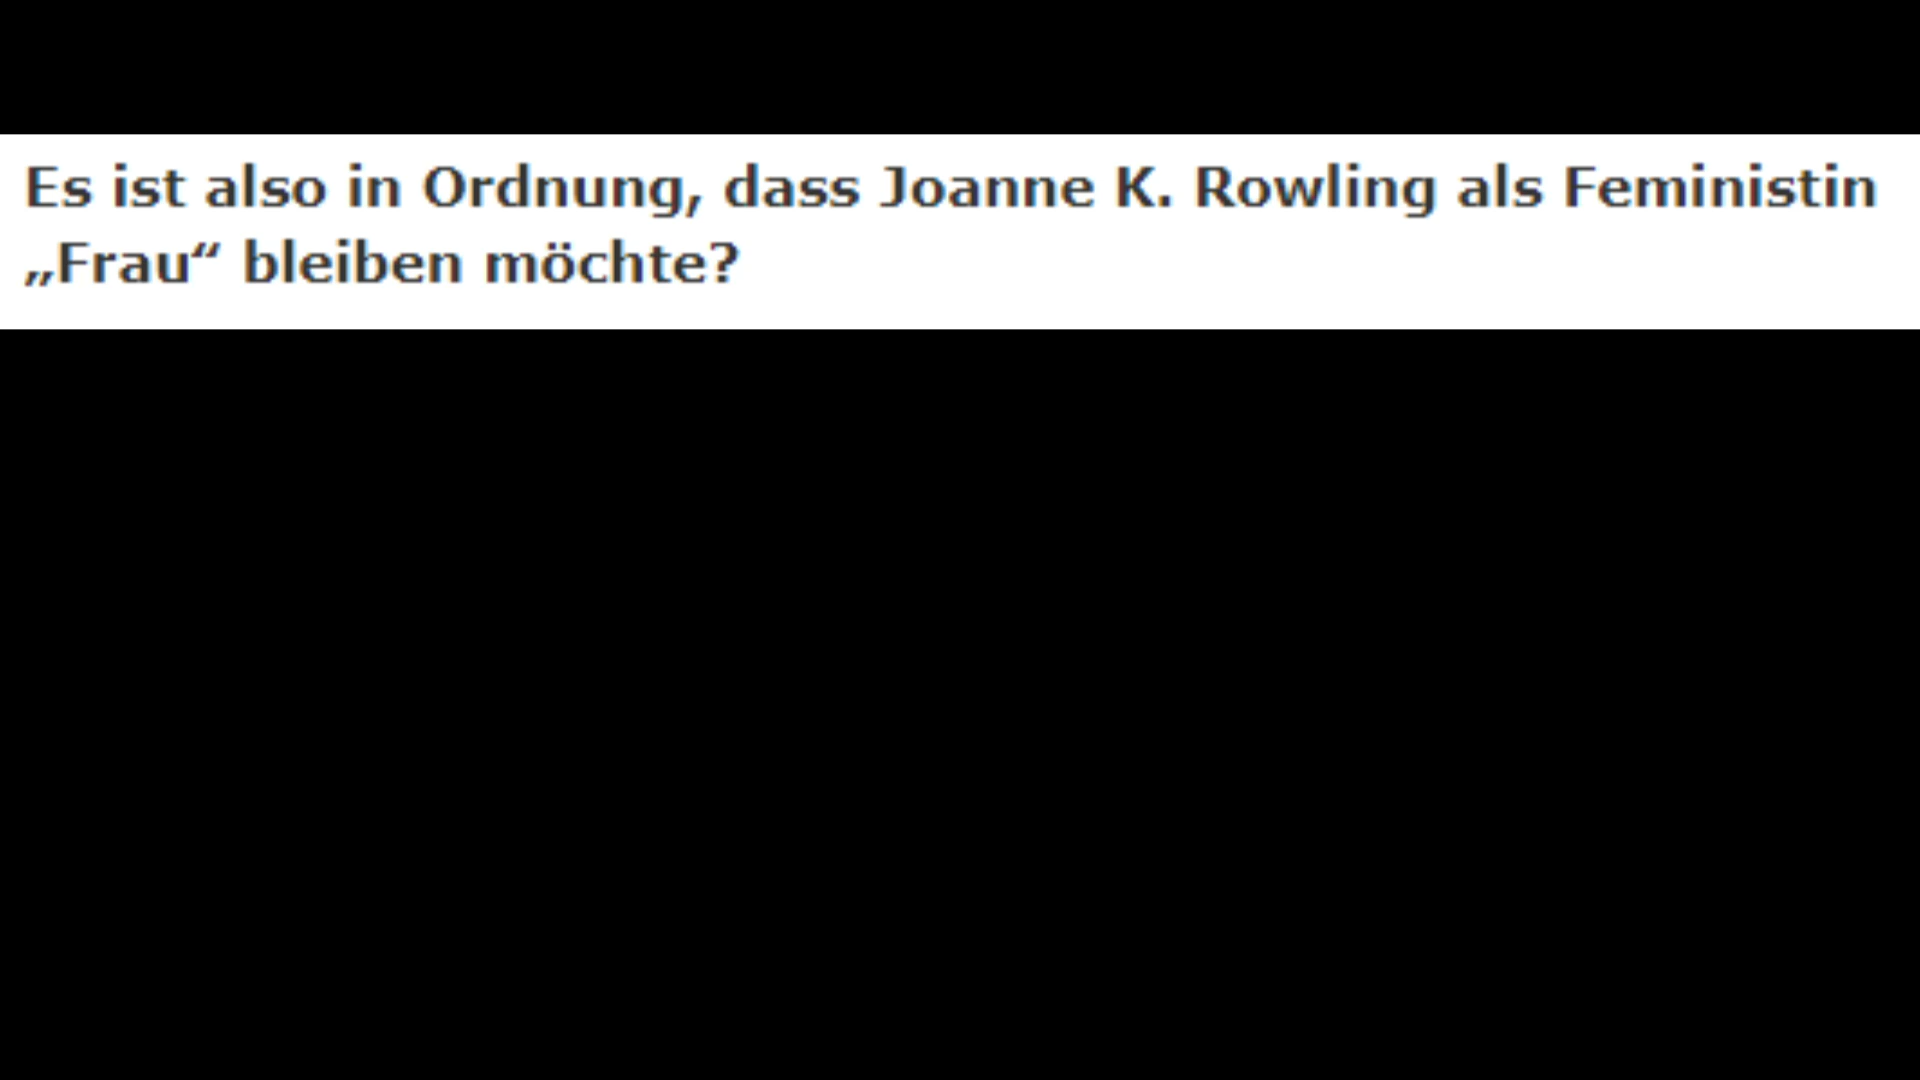 Es ist also in Ordnung, dass Joanne K. Rowling als Feministin
„Frau“ bleiben möchte?